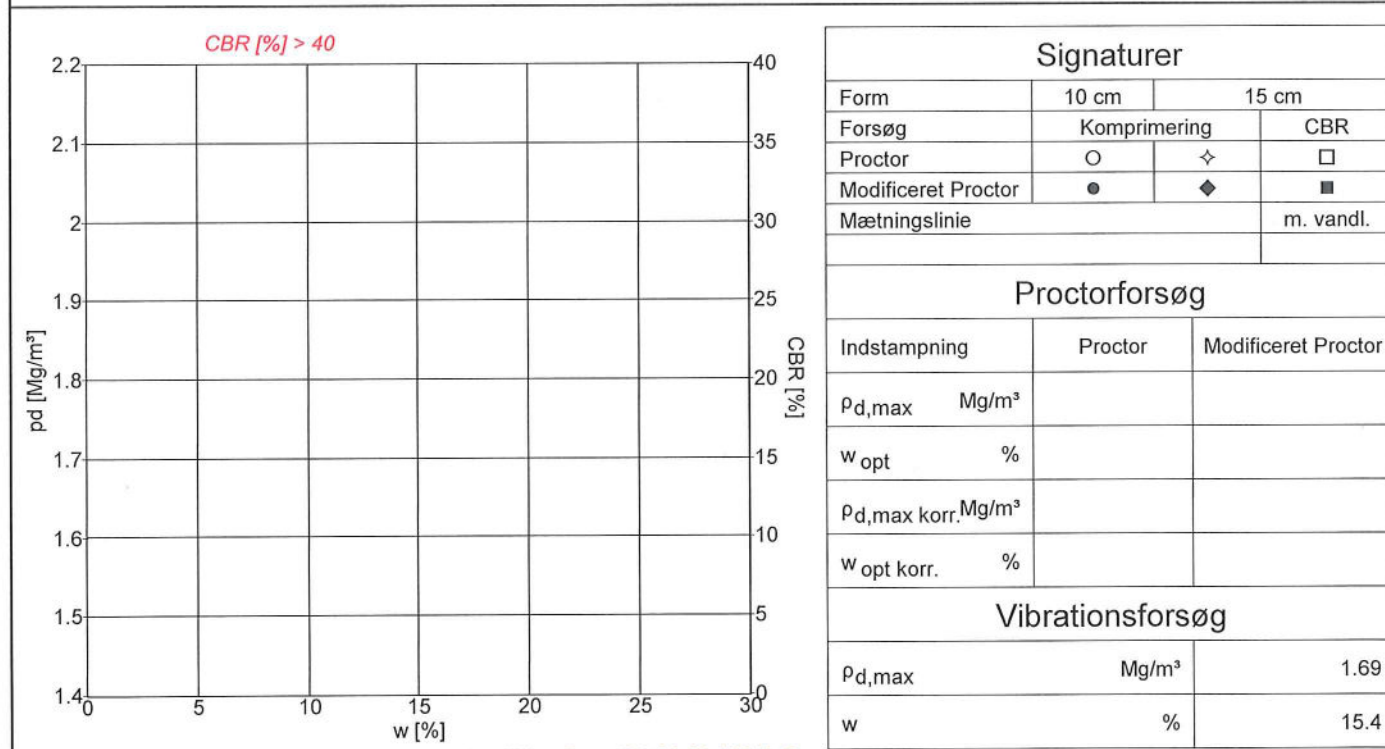 CBR [%] > 40
2.2
2.1
2
1.9
1.8
1.7
1.6
1.5
1.4
pd [Mg/m³]
0 5 10 15 20 25 30
w [%]
40
35
30
25
20
15
10
5
0
CBR [%]
Signaturer
Form 10 cm 15 cm
Forsøg Komprimering CBR
Proctor
Modificeret Proctor
Mætningslinie m. vandl.
Proctorforsøg
Indstampning Proctor Modificeret Proctor
ρd,max Mg/m³
w opt %
ρd,max korr. Mg/m³
w opt korr. %
Vibrationsforsøg
ρd,max Mg/m³ 1.69
w % 15.4